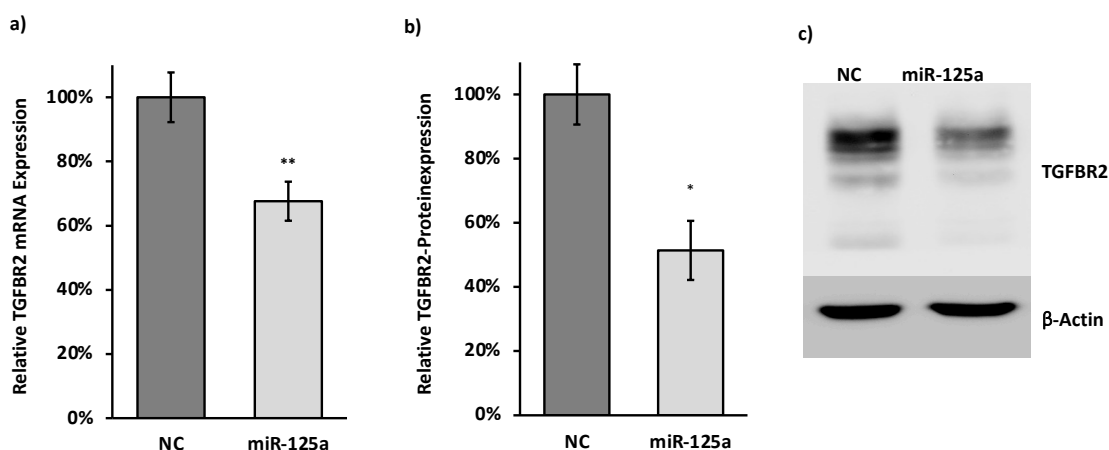 a)
Relative TGFBR2 mRNA Expression
100%
80%
60%
40%
20%
0%
**
NC
miR-125a
b)
Relative TGFBR2-Proteinexpression
100%
80%
60%
40%
20%
0%
*
NC
miR-125a
c)
NC miR-125a
TGFBR2
β-Actin